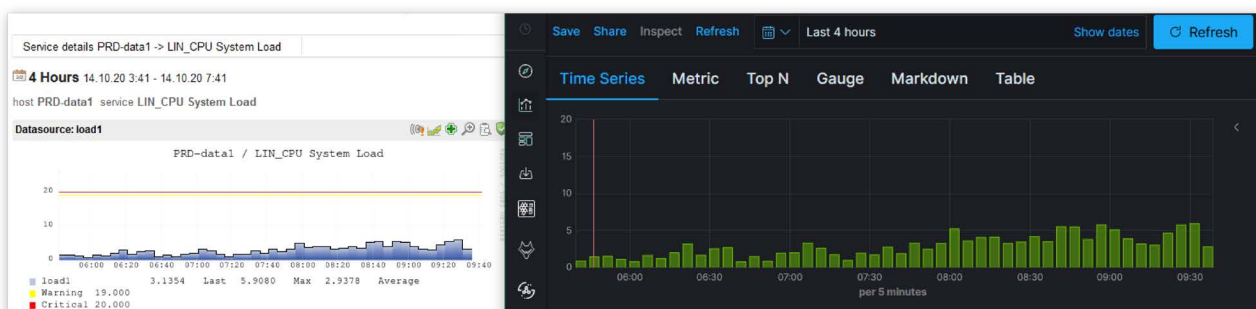 Service details PRD-data1 -> LIN_CPU System Load
4 Hours 14.10.20 3:41 - 14.10.20 7:41
host PRD-data1 service LIN_CPU System Load
Datasource: load1
PRD-data1 / LIN_CPU System Load
20
10
0
06:00 06:20 06:40 07:00 07:20 07:40 08:00 08:20 08:40 09:00 09:20 09:40
load1 3.1354 Last 5.9080 Max 2.9378 Average
Warning 19.000
Critical 20.000
Save Share Inspect Refresh Last 4 hours Show dates Refresh
Time Series Metric Top N Gauge Markdown Table
20
15
10
5
0
06:00 06:30 07:00 07:30 08:00 08:30 09:00 09:30
per 5 minutes